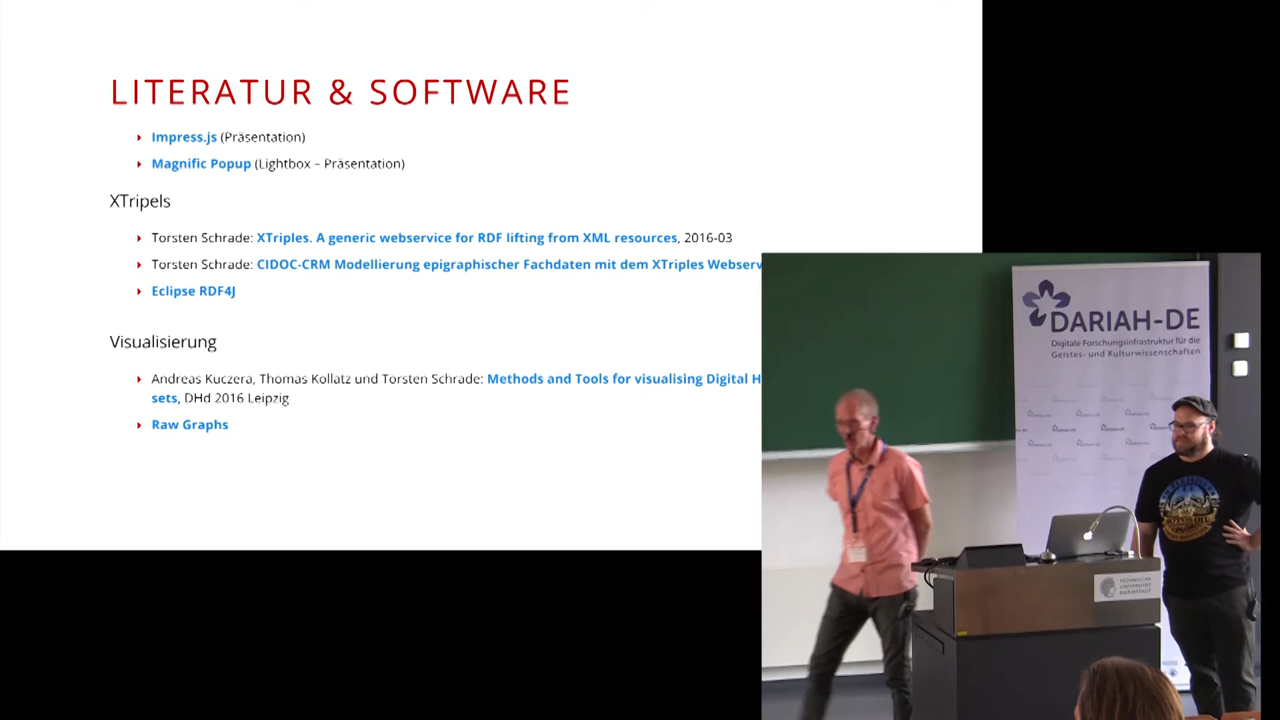 LITERATUR & SOFTWARE
Impress.js (Präsentation)
Magnific Popup (Lightbox – Präsentation)
XTripels
Torsten Schrade: XTriples. A generic webservice for RDF lifting from XML resources, 2016-03
Torsten Schrade: CIDOC-CRM Modellierung epigraphischer Fachdaten mit dem XTriples Webserv
Eclipse RDF4J
Visualisierung
Andreas Kuczera, Thomas Kollatz und Torsten Schrade: Methods and Tools for visualising Digital H
sets, DHd 2016 Leipzig
Raw Graphs
DARIAH-DE
Digitale Forschungsinfrastruktur für die
Geistes- und Kulturwissenschaften
TECHNISCHE
UNIVERSITÄT
DARMSTADT